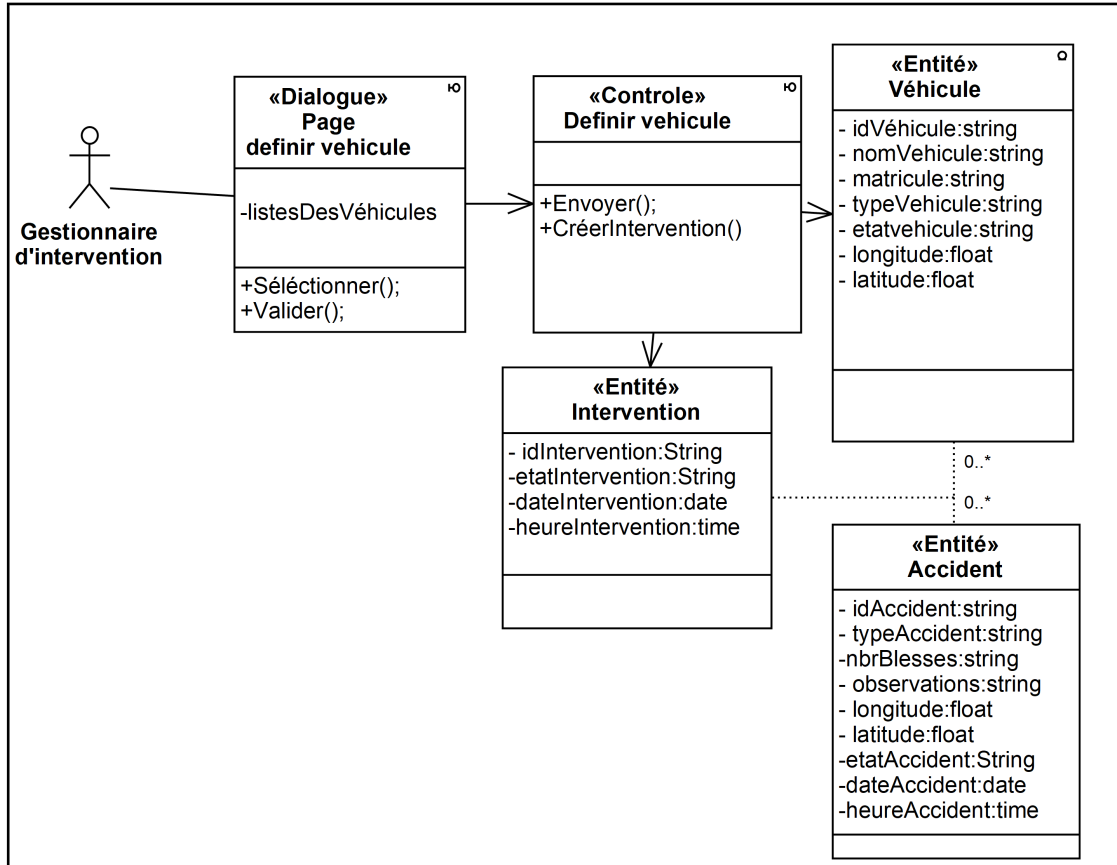 Gestionnaire
d'intervention
«Dialogue»
Page
definir vehicule
-listesDesVéhicules
+Séléctionner();
+Valider();
«Controle»
Definir vehicule
+Envoyer();
+CréerIntervention()
«Entité»
Véhicule
- idVéhicule:string
- nomVehicule:string
- matricule:string
- typeVehicule:string
- etatvehicule:string
- longitude:float
- latitude:float
«Entité»
Intervention
- idIntervention:String
-etatIntervention:String
-dateIntervention:date
-heureIntervention:time
0..*
0..*
«Entité»
Accident
- idAccident:string
- typeAccident:string
-nbrBlesses:string
- observations:string
- longitude:float
- latitude:float
-etatAccident:String
-dateAccident:date
-heureAccident:time